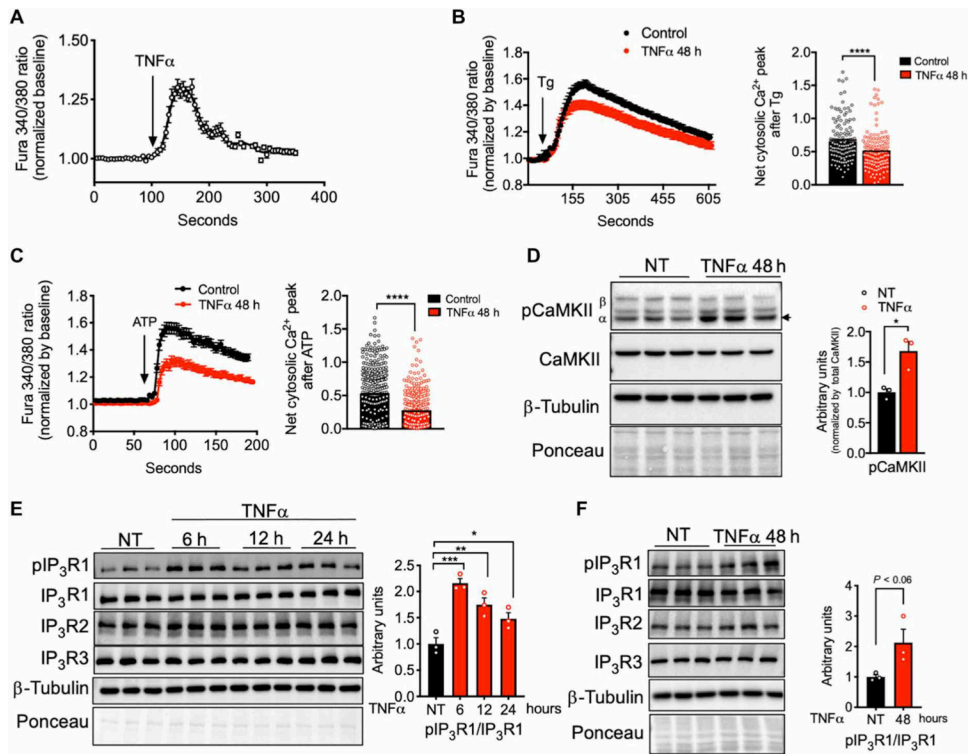 A
Fura 340/380 ratio
(normalized baseline)
1.50
1.25
1.00
TNFα
0 100 200 300 400
Seconds
B
Fura 340/380 ratio
(normalized by baseline)
1.8
1.6
1.4
1.2
1.0
0.8
Control
TNFα 48 h
Tg
155 305 455 605
Seconds
Net cytosolic Ca²⁺ peak
after Tg
2.0
1.5
1.0
0.5
0.0
****
Control
TNFα 48 h
C
Fura 340/380 ratio
(normalized by baseline)
1.8
1.6
1.4
1.2
1.0
0.8
Control
TNFα 48 h
ATP
0 50 100 150 200
Seconds
Net cytosolic Ca²⁺ peak
after ATP
2.0
1.5
1.0
0.5
0.0
****
Control
TNFα 48 h
D
NT TNFα 48 h
pCaMKII β
α
CaMKII
β-Tubulin
Ponceau
NT
TNFα
Arbitrary units
(normalized by total CaMKII)
2.0
1.5
1.0
0.5
0.0
*
pCaMKII
E
TNFα
NT 6 h 12 h 24 h
pIP₃R1
IP₃R1
IP₃R2
IP₃R3
β-Tubulin
Ponceau
Arbitrary units
2.5
2.0
1.5
1.0
0.5
0.0
*
**
***
TNFα NT 6 12 24 hours
pIP₃R1/IP₃R1
F
NT TNFα 48 h
pIP₃R1
IP₃R1
IP₃R2
IP₃R3
β-Tubulin
Ponceau
Arbitrary units
4
3
2
1
0
P < 0.06
TNFα NT 48 hours
pIP₃R1/IP₃R1